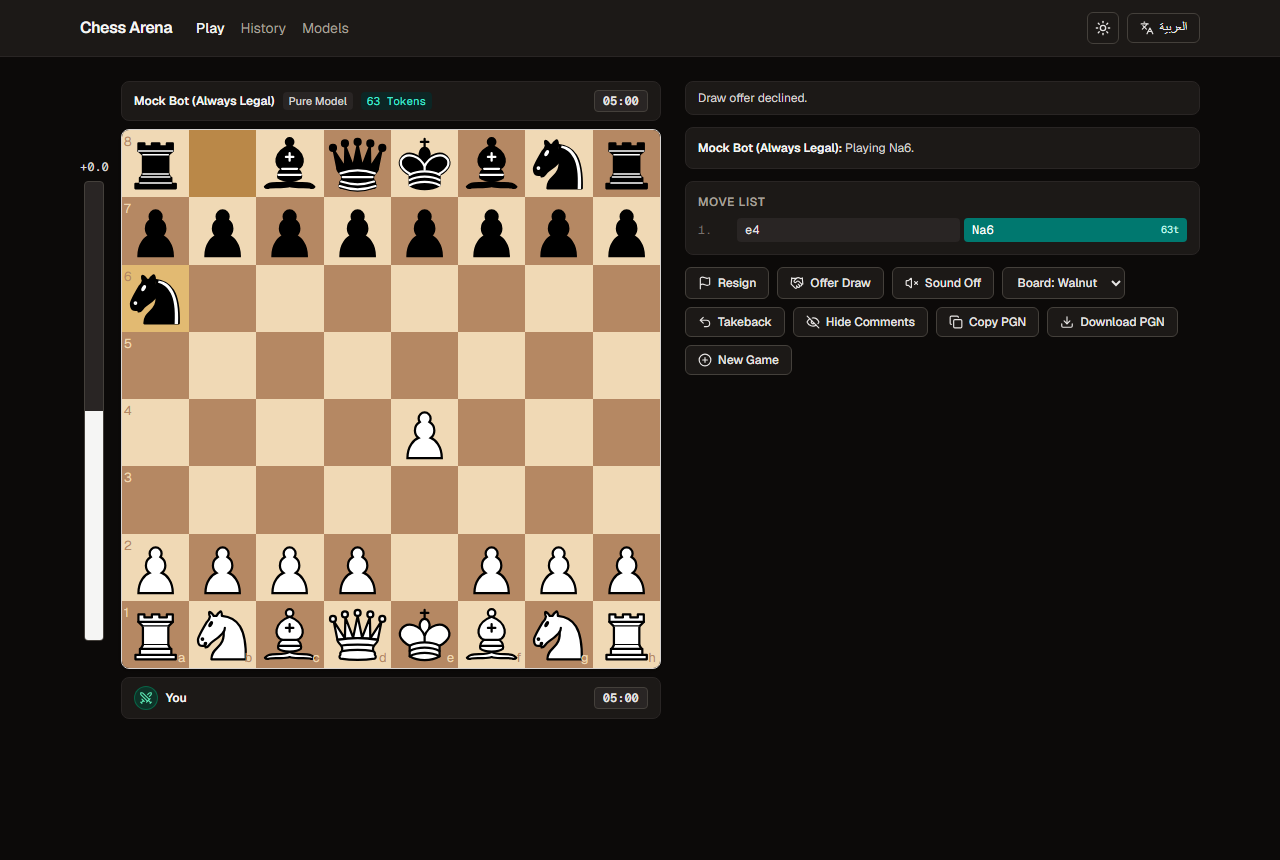 Chess Arena Play History Models العربية
Mock Bot (Always Legal) Pure Model 63 Tokens 05:00
+0.0
8
7
6
5
4
3
2
1
a b c d e f g h
You 05:00
Draw offer declined.
Mock Bot (Always Legal): Playing Na6.
MOVE LIST
1. e4 Na6 63t
Resign Offer Draw Sound Off Board: Walnut
Takeback Hide Comments Copy PGN Download PGN
New Game